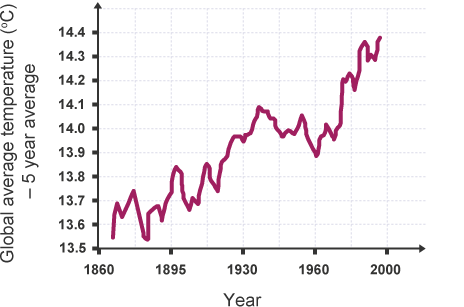 Global average temperature (°C)
– 5 year average
14.4
14.3
14.2
14.1
14.0
13.9
13.8
13.7
13.6
13.5
1860 1895 1930 1960 2000
Year